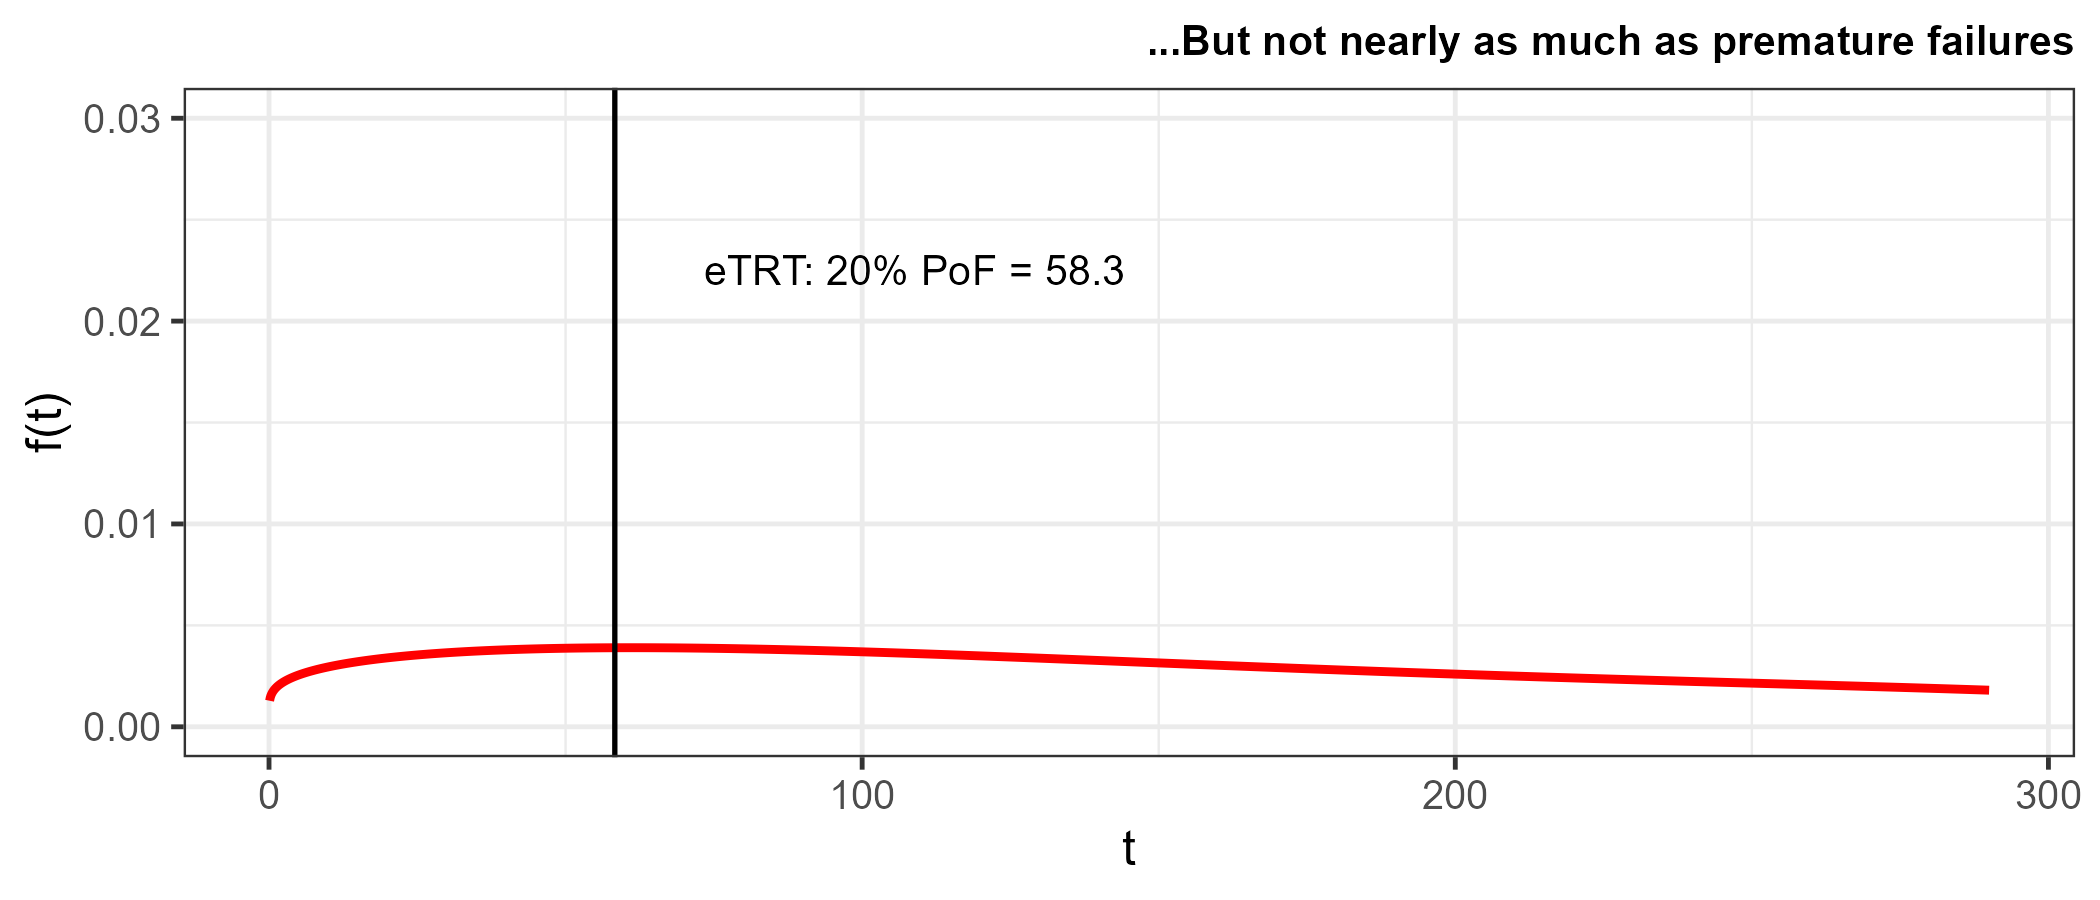 ...But not nearly as much as premature failures
0.03
eTRT: 20% PoF = 58.3
0.02
f(t)
0.01
0.00
0 100 200 300
t